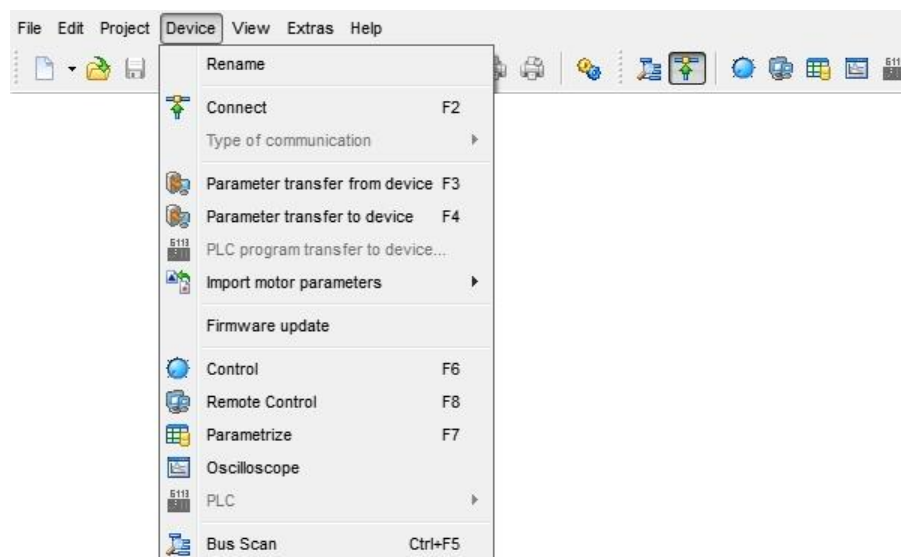 File Edit Project Device View Extras Help
Rename
Connect F2
Type of communication
Parameter transfer from device F3
Parameter transfer to device F4
PLC program transfer to device...
Import motor parameters
Firmware update
Control F6
Remote Control F8
Parametrize F7
Oscilloscope
PLC
Bus Scan Ctrl+F5